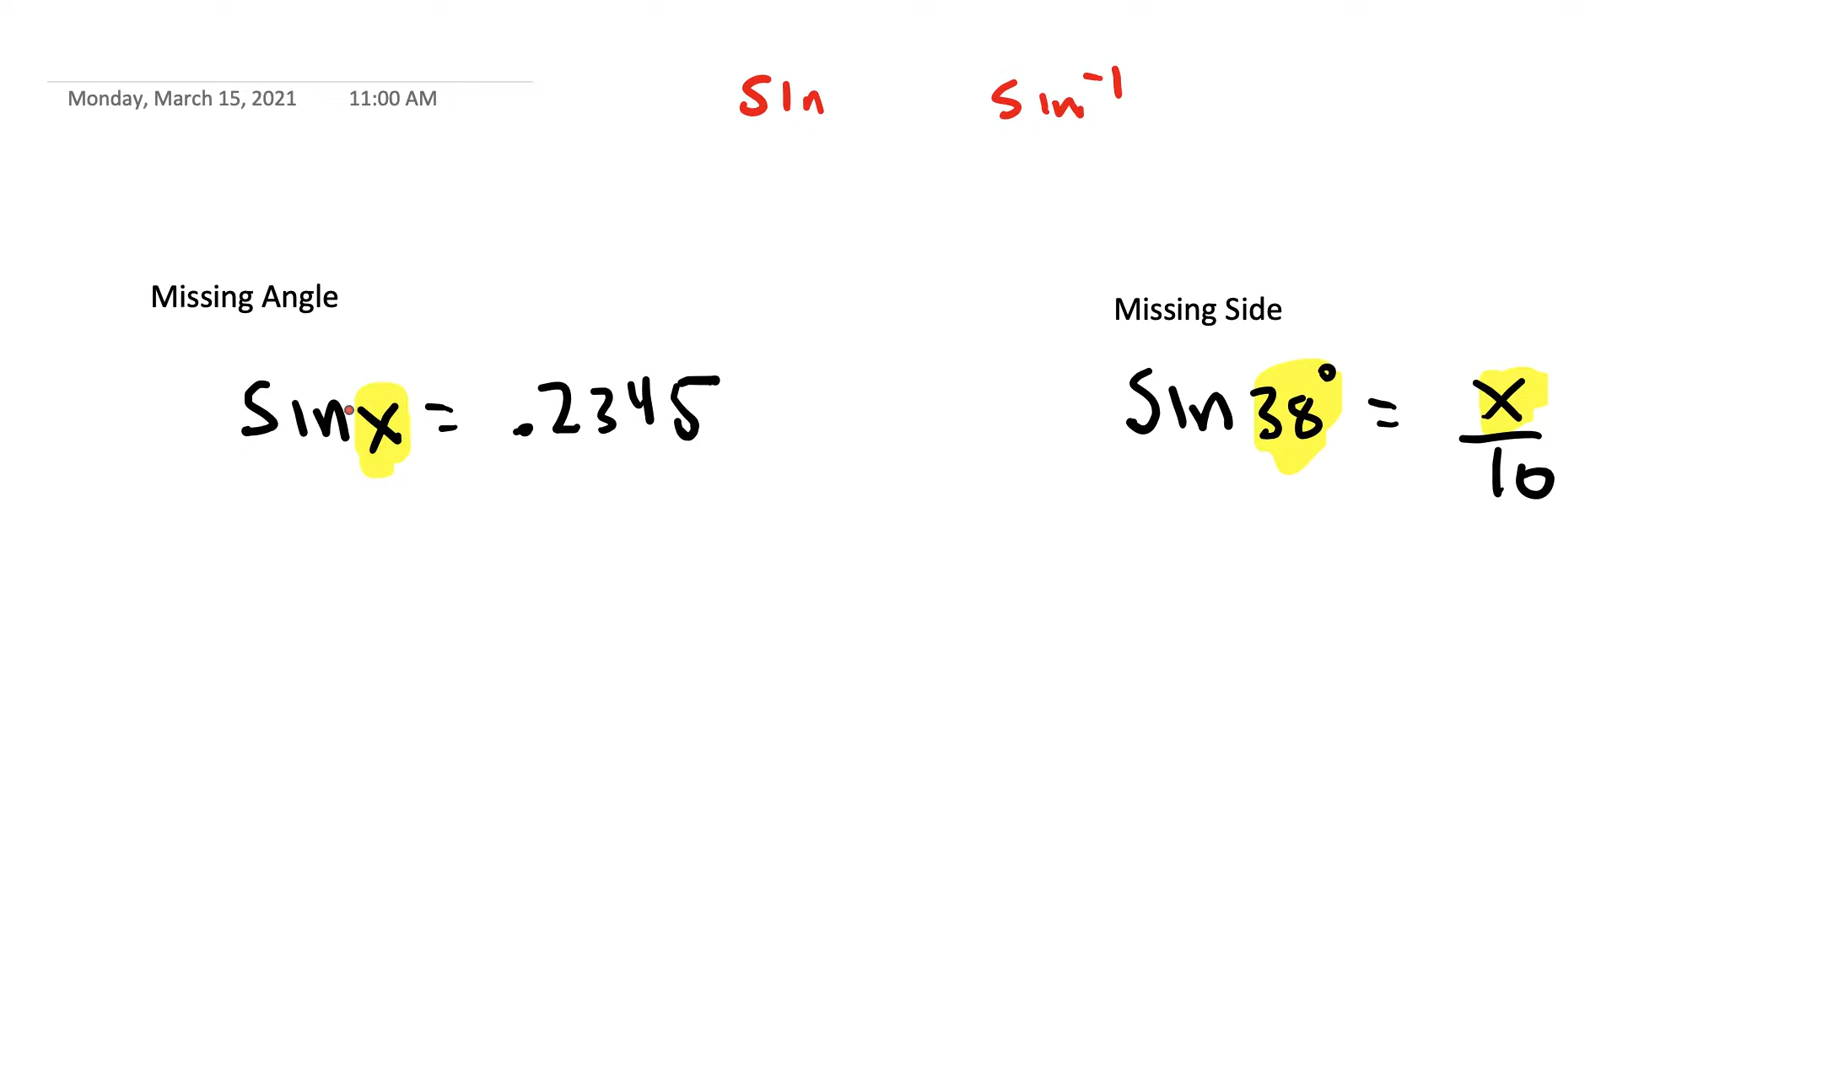 Monday, March 15, 2021 11:00 AM
Sin Sin⁻¹
Missing Angle
Sin x = .2345
Missing Side
Sin 38° = x/10